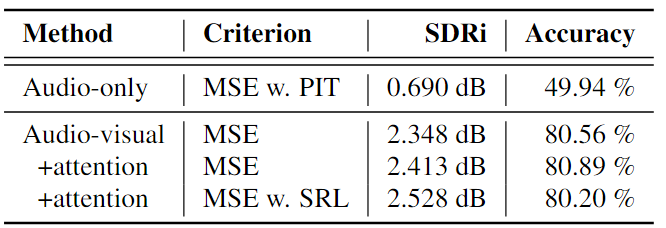 Method Criterion SDRi Accuracy
Audio-only MSE w. PIT 0.690 dB 49.94 %
Audio-visual MSE 2.348 dB 80.56 %
+attention MSE 2.413 dB 80.89 %
+attention MSE w. SRL 2.528 dB 80.20 %